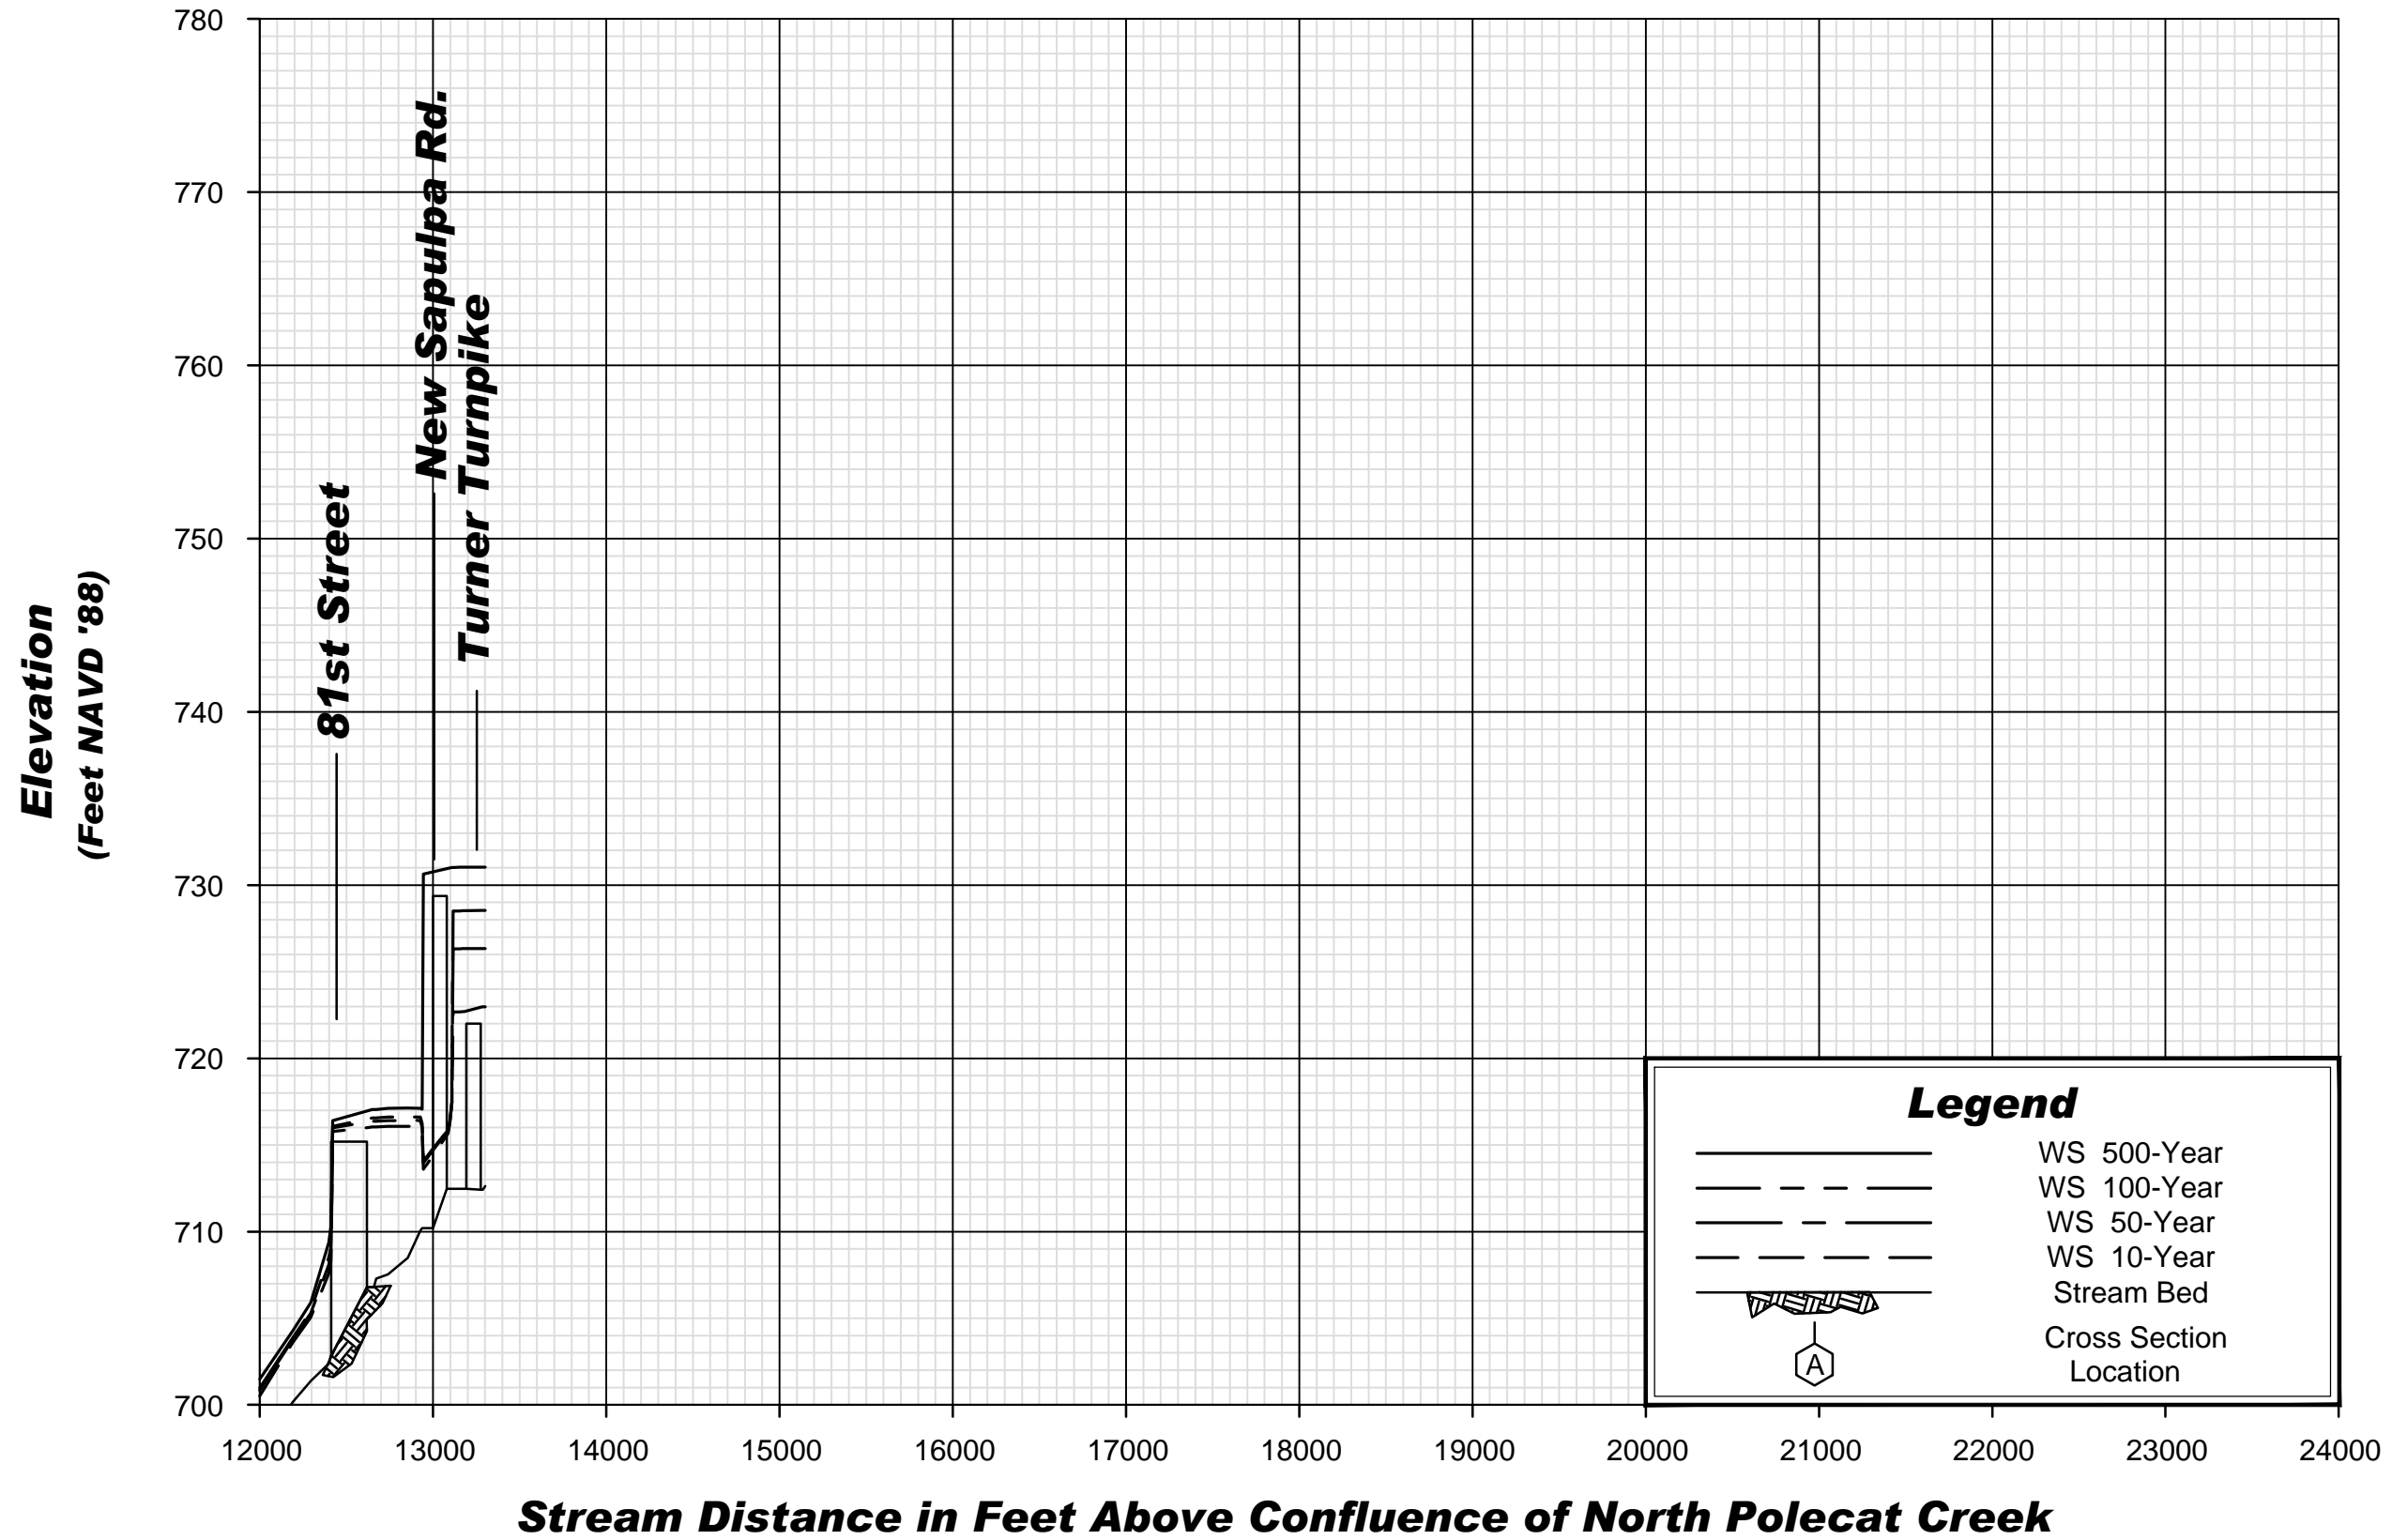 780
770
760
750
740
730
720
710
700
Elevation
(Feet NAVD '88)
81st Street
New Sapulpa Rd.
Turner Turnpike
Legend
WS 500-Year
WS 100-Year
WS 50-Year
WS 10-Year
Stream Bed
Cross Section
Location
A
12000 13000 14000 15000 16000 17000 18000 19000 20000 21000 22000 23000 24000
Stream Distance in Feet Above Confluence of North Polecat Creek